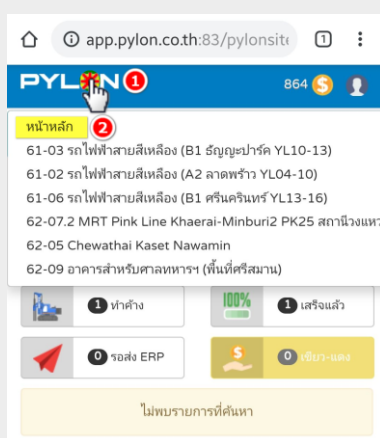 app.pylon.co.th:83/pylonsite
1
PYLON
1
864
หน้าหลัก
2
61-03 รถไฟฟ้าสายสีเหลือง (B1 ธัญญะปาร์ค YL10-13)
61-02 รถไฟฟ้าสายสีเหลือง (A2 ลาดพร้าว YL04-10)
61-06 รถไฟฟ้าสายสีเหลือง (B1 ศรีนครินทร์ YL13-16)
62-07.2 MRT Pink Line Khaerai-Minburi2 PK25 สถานีวงแหว
62-05 Chewathai Kaset Nawamin
62-09 อาคารสำหรับศาลทหารฯ (พื้นที่ศรีสมาน)
1 ทำค้าง
100% 1 เสร็จแล้ว
0 รอส่ง ERP
0 เขียว-แดง
ไม่พบรายการที่ค้นหา